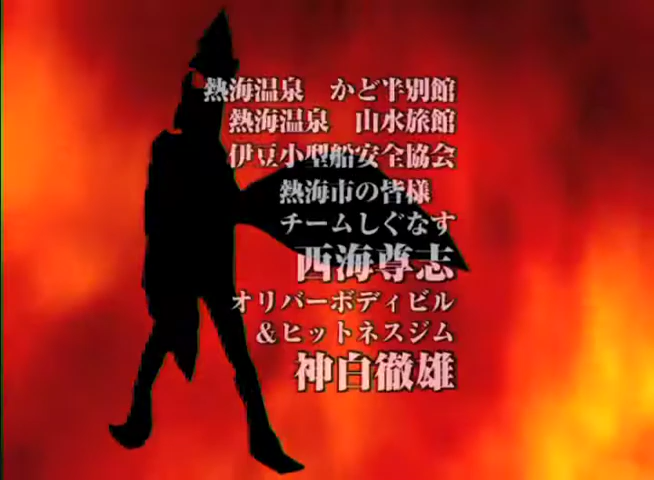 熱海温泉　かど半別館
熱海温泉　山水旅館
伊豆小型船安全協会
熱海市の皆様
チームしぐなす
西海尊志
オリバーボディビル
＆ヒットネスジム
神白徹雄